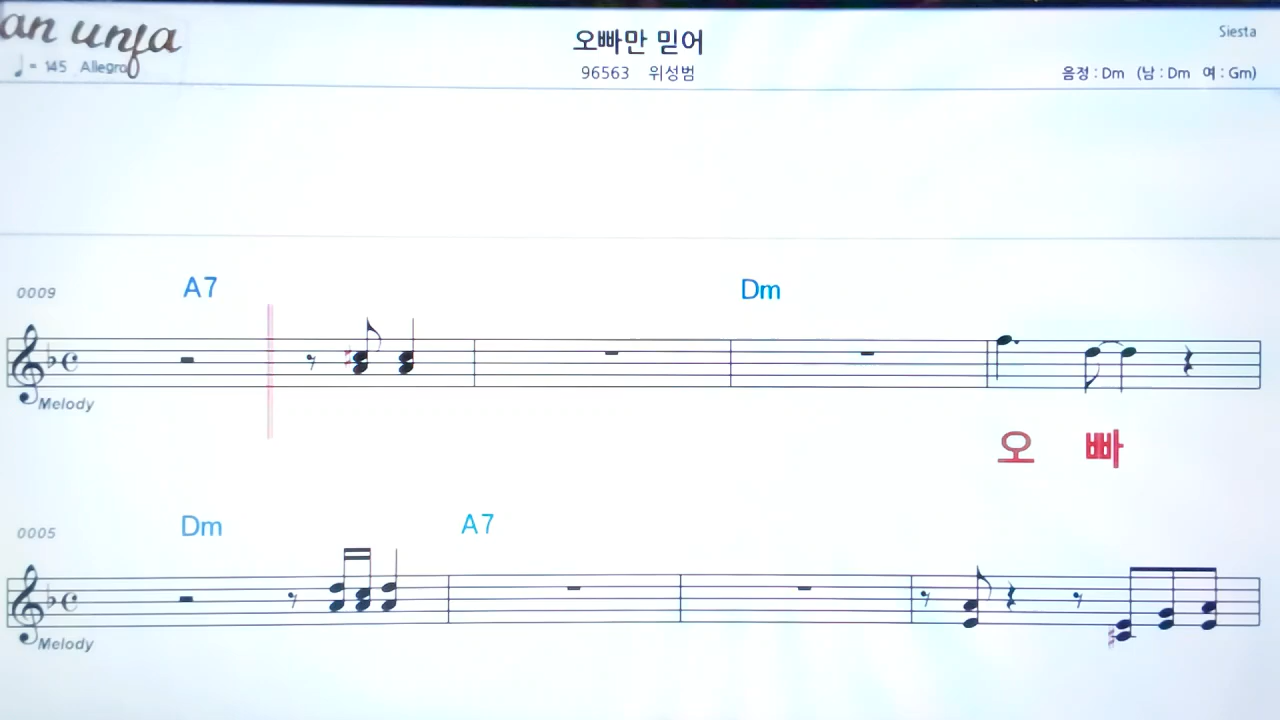 an unja
♩= 145 Allegro
오빠만 믿어
96563 위성범
Siesta
음정 : Dm (남 : Dm 여 : Gm)
0009
A7
Dm
Melody
오 빠
0005
Dm
A7
Melody